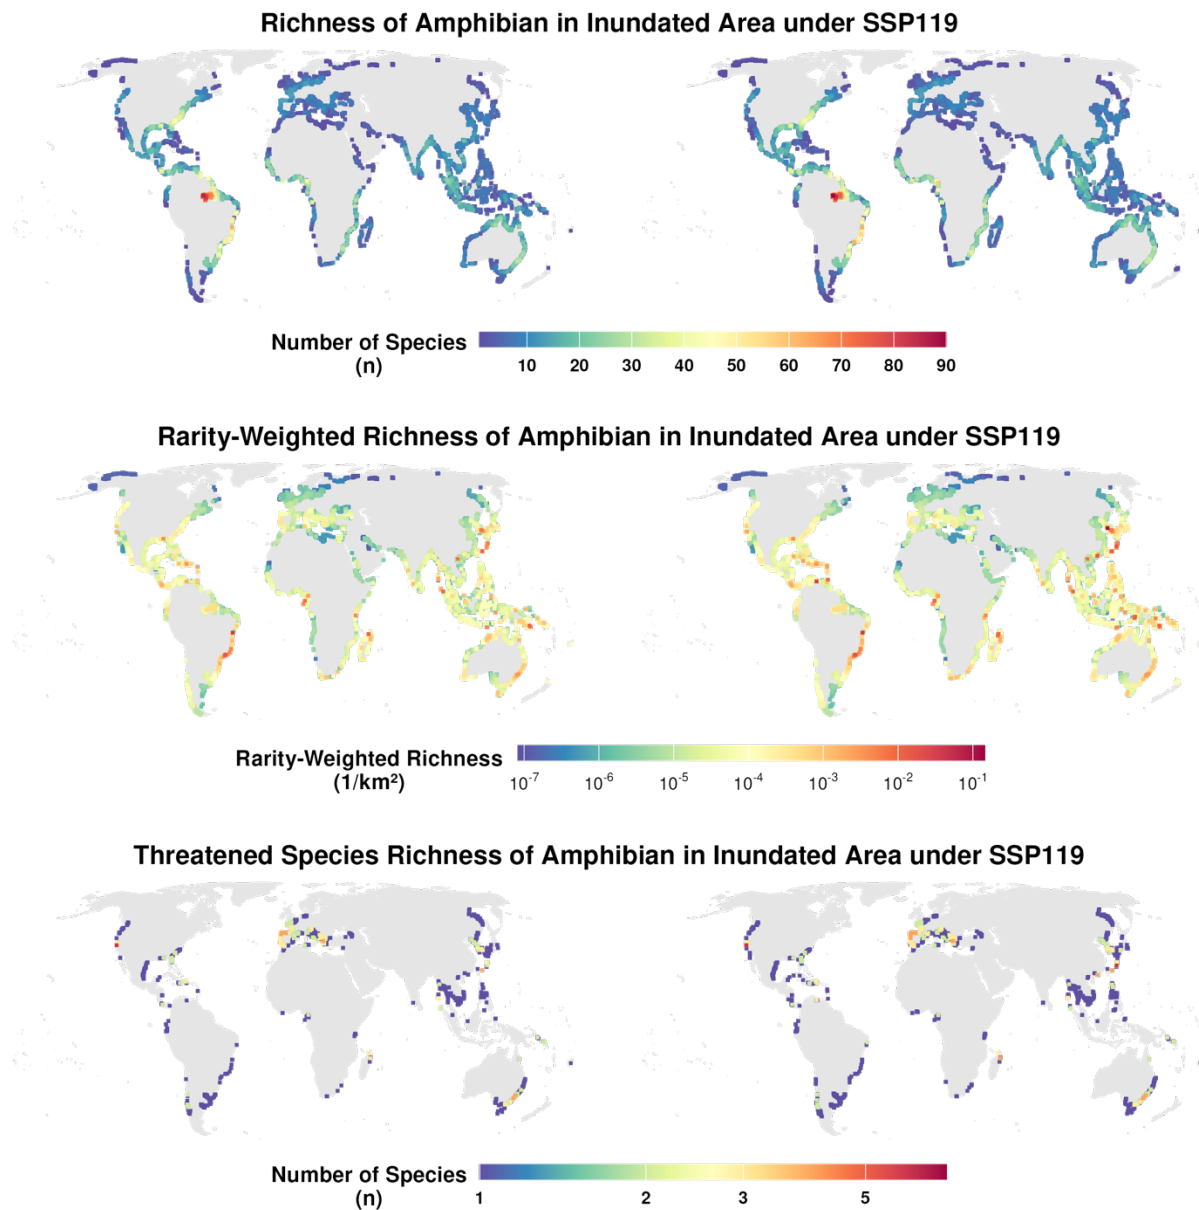 Richness of Amphibian in Inundated Area under SSP119
Number of Species
(n)
10 20 30 40 50 60 70 80 90
Rarity-Weighted Richness of Amphibian in Inundated Area under SSP119
Rarity-Weighted Richness
(1/km²)
10⁻⁷ 10⁻⁶ 10⁻⁵ 10⁻⁴ 10⁻³ 10⁻² 10⁻¹
Threatened Species Richness of Amphibian in Inundated Area under SSP119
Number of Species
(n)
1 2 3 5